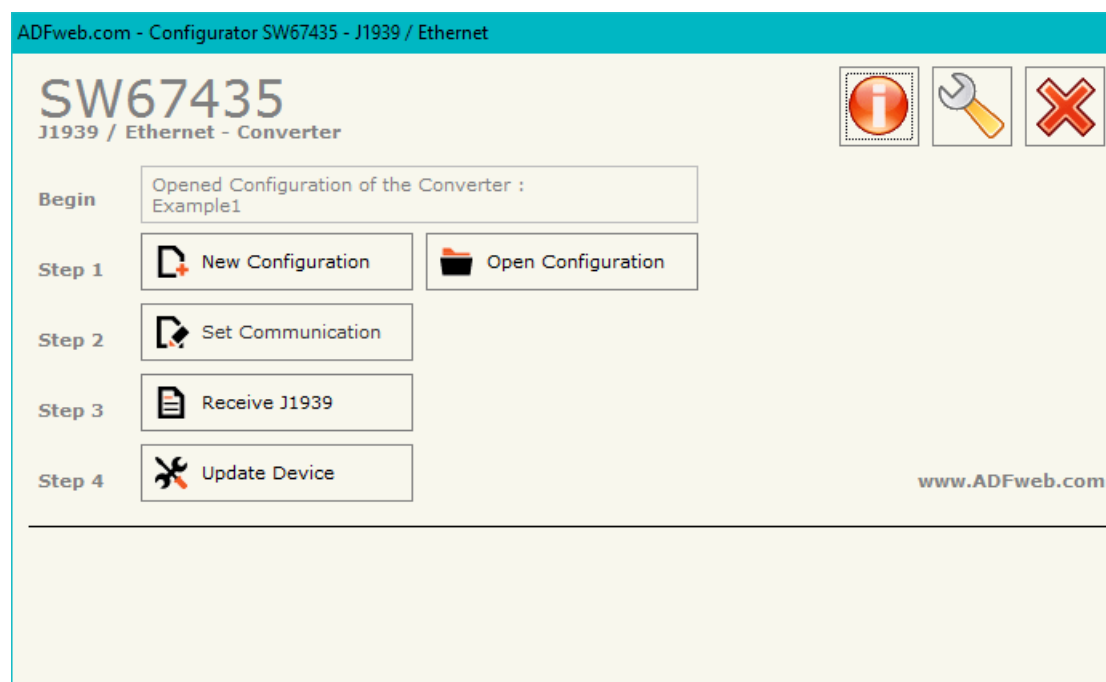 ADFweb.com - Configurator SW67435 - J1939 / Ethernet
SW67435
J1939 / Ethernet - Converter
Begin
Opened Configuration of the Converter :
Example1
Step 1
New Configuration
Open Configuration
Step 2
Set Communication
Step 3
Receive J1939
Step 4
Update Device
www.ADFweb.com